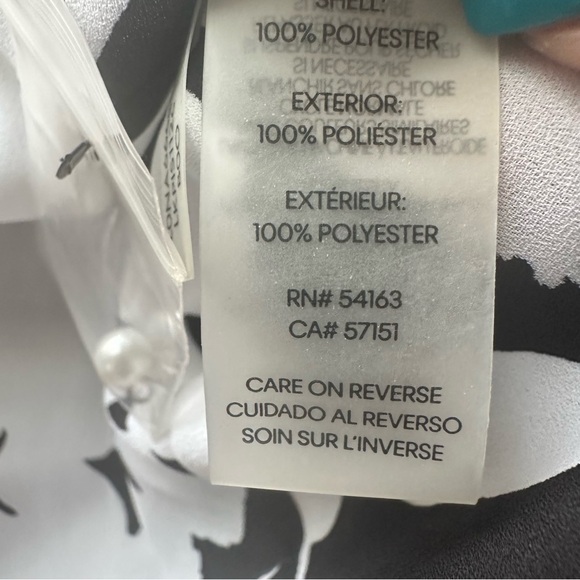 SHELL:
100% POLYESTER
EXTERIOR:
100% POLIÉSTER
EXTÉRIEUR:
100% POLYESTER
RN# 54163
CA# 57151
CARE ON REVERSE
CUIDADO AL REVERSO
SOIN SUR L'INVERSE